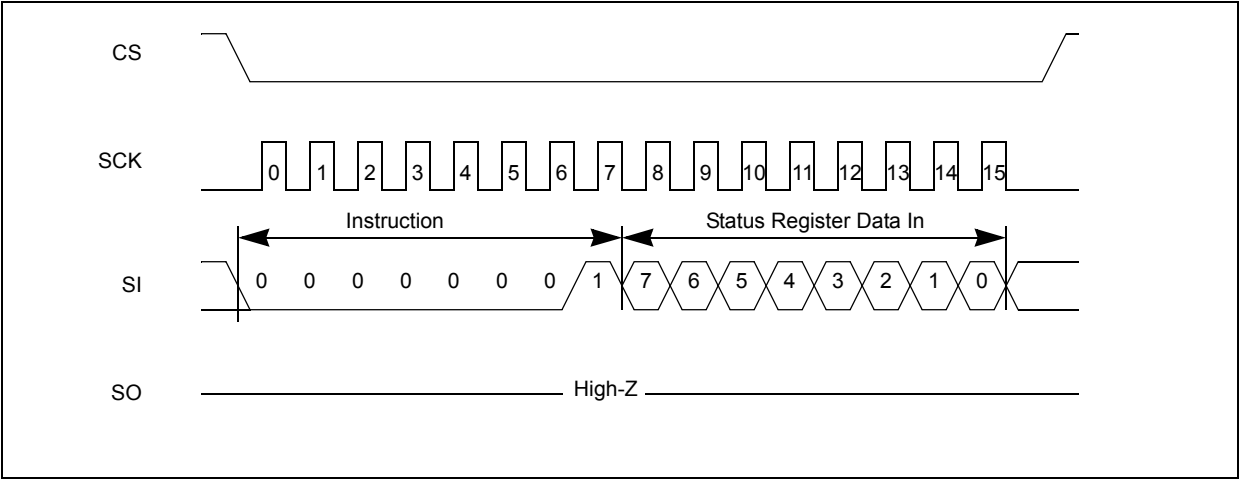 CS
SCK
0 1 2 3 4 5 6 7 8 9 10 11 12 13 14 15
Instruction Status Register Data In
SI
0 0 0 0 0 0 0 1 7 6 5 4 3 2 1 0
SO
High-Z